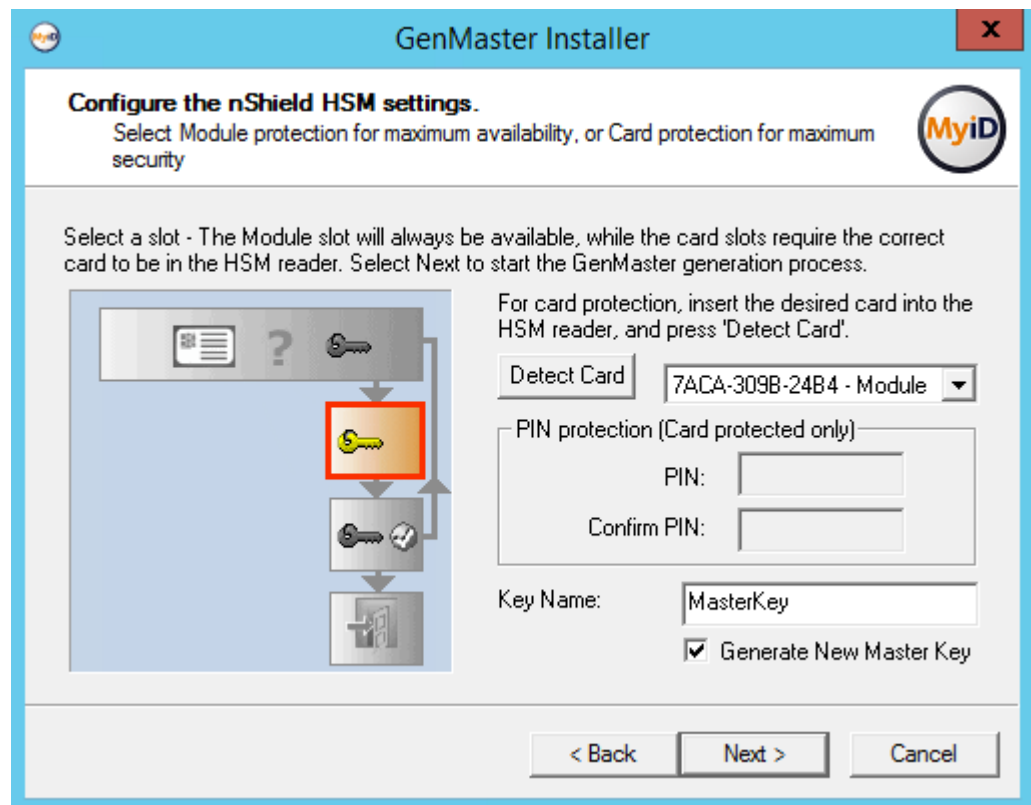 MyiD
GenMaster Installer
x
Configure the nShield HSM settings.
Select Module protection for maximum availability, or Card protection for maximum
security
MyiD
Select a slot - The Module slot will always be available, while the card slots require the correct
card to be in the HSM reader. Select Next to start the GenMaster generation process.
?
For card protection, insert the desired card into the
HSM reader, and press 'Detect Card'.
Detect Card
7ACA-309B-24B4 - Module
PIN protection (Card protected only)
PIN:
Confirm PIN:
Key Name:
MasterKey
Generate New Master Key
< Back
Next >
Cancel